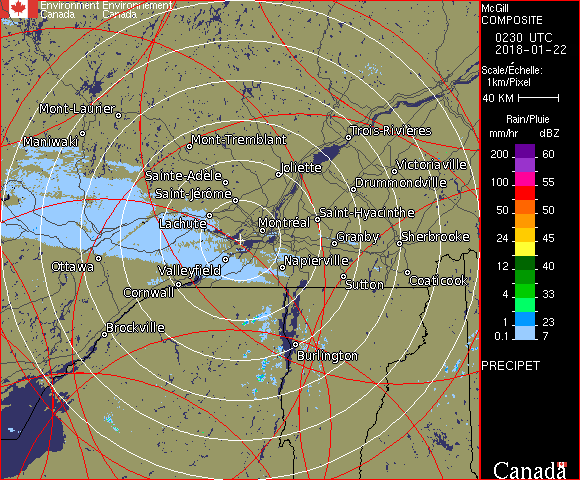 Environment Environnement
Canada Canada
McGill
COMPOSITE
0230 UTC
2018-01-22
Scale/Échelle:
1km/Pixel
40 KM
Rain/Pluie
mm/hr dBZ
200 60
100 55
50 50
24 45
12 40
4 33
1 23
0.1 7
PRECIPET
Canada
Mont-Laurier
Maniwaki
Mont-Tremblant
Trois-Rivières
Sainte-Adèle
Joliette
Victoriaville
Saint-Jérôme
Drummondville
Lachute
Montréal
Saint-Hyacinthe
Granby
Sherbrooke
Ottawa
Valleyfield
Napierville
Cornwall
Sutton
Coaticook
Brockville
Burlington